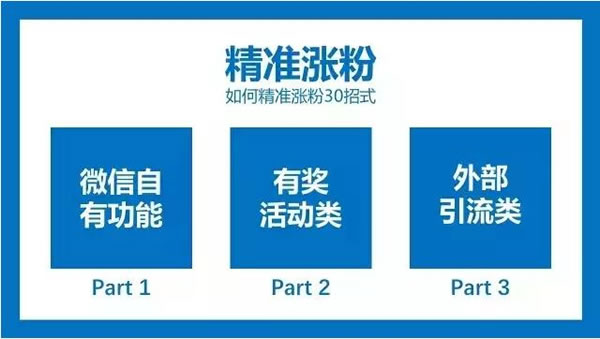 精准涨粉
如何精准涨粉30招式
微信自
有功能
有奖
活动类
外部
引流类
Part 1
Part 2
Part 3